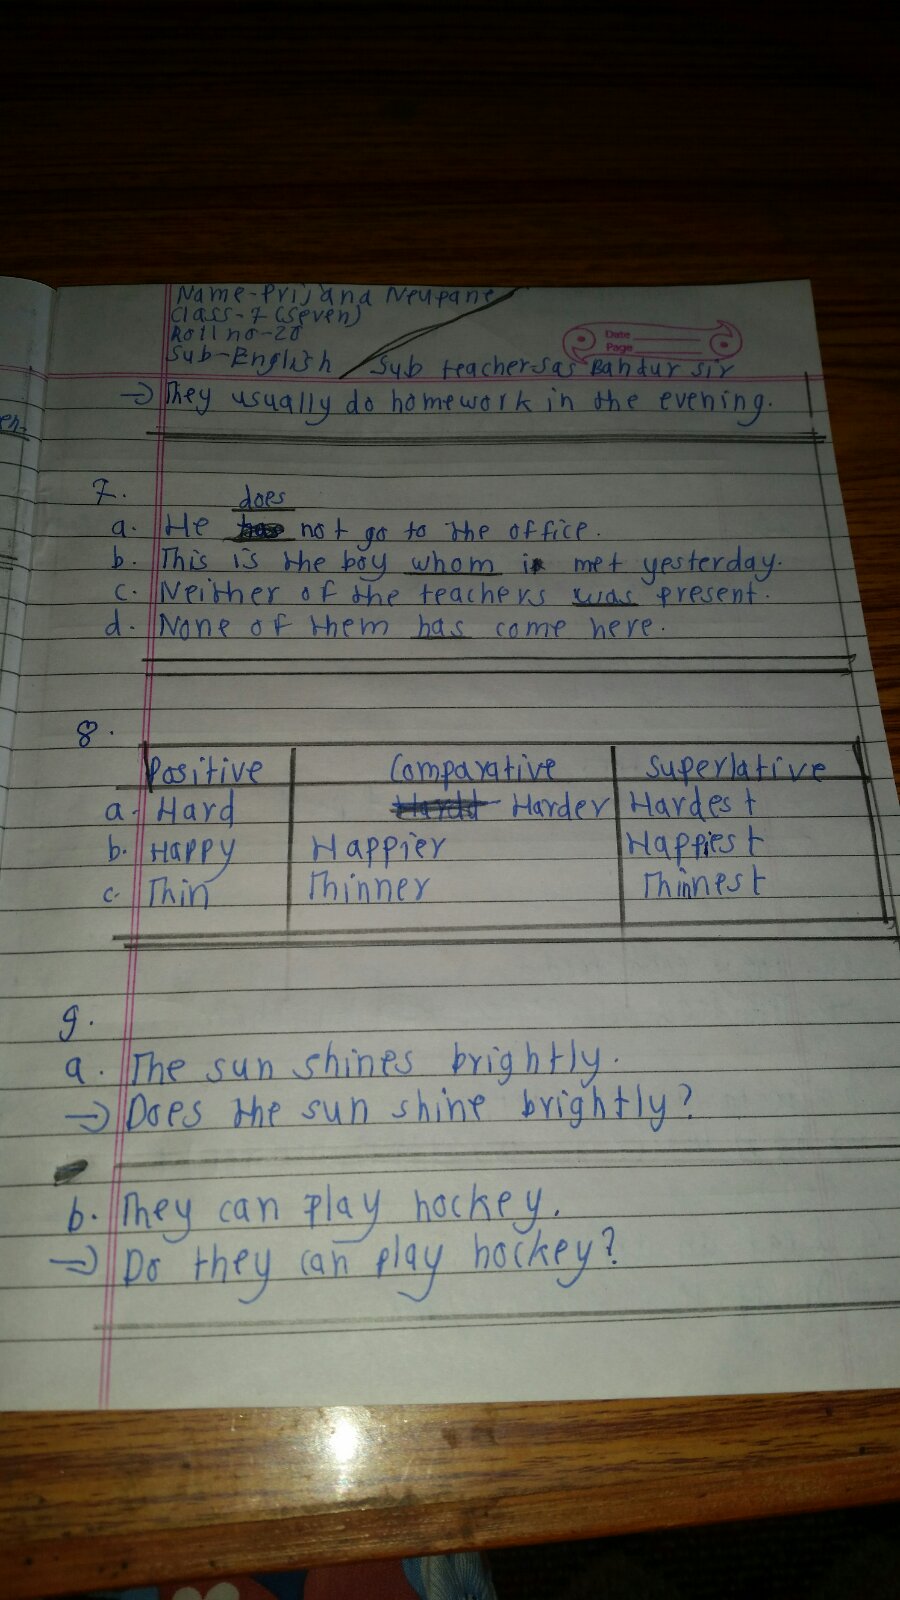 Name-Prijana Neupane
Class-7 (Seven)
Roll no-20
Sub-English
Sub teacher-Sas Bahdur sir
Date
Page
⇒ They usually do homework in the evening.
7.
does
a. He not go to the office.
b. This is the boy whom i met yesterday.
c. Neither of the teachers was present.
d. None of them has come here.
8.
Positive Comparative Superlative
a- Hard Harder Hardest
b. Happy Happier Happiest
c- Thin Thinner Thinnest
9.
a. The sun shines brightly.
⇒ Does the sun shine brightly?
b. They can play hockey.
⇒ Do they can play hockey?